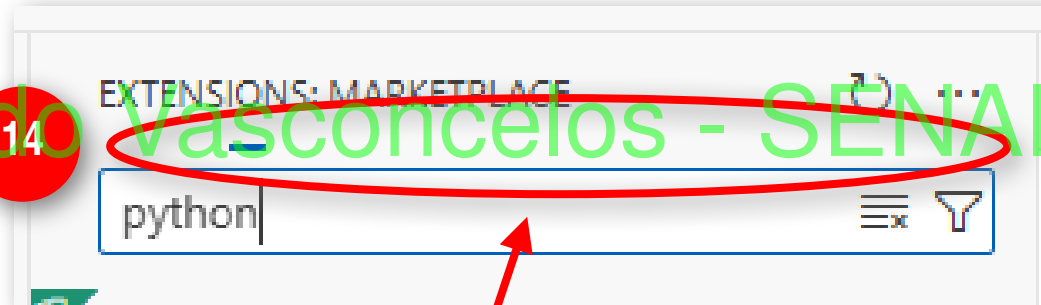 EXTENSIONS: MARKETPLACE
14
do Vasconcelos - SENAI
python